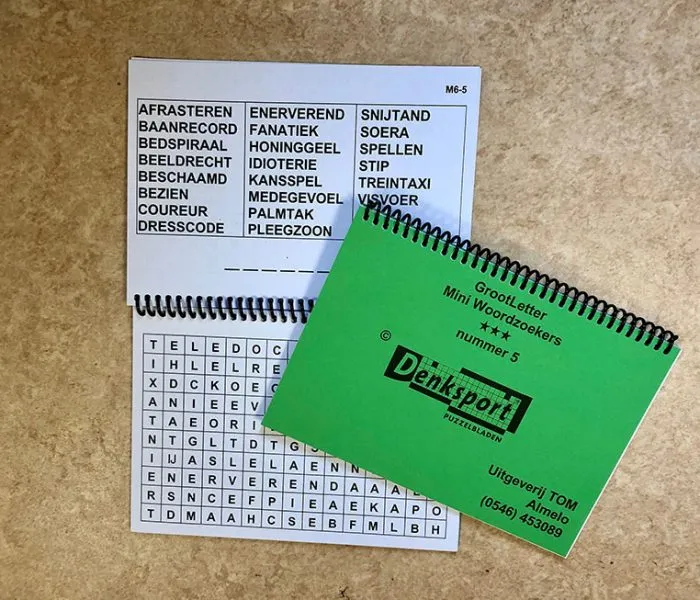 M6-5
AFRASTEREN ENERVEREND SNIJTAND
BAANRECORD FANATIEK SOERA
BEDSPIRAAL HONINGGEEL SPELLEN
BEELDRECHT IDIOTERIE STIP
BESCHAAMD KANSSPEL TREINTAXI
BEZIEN MEDEGEVOEL VISVOER
COUREUR PALMTAK
DRESSCODE PLEEGZOON
T E L E D O C
I H L E L R E
X D C K O E
A N I E E V
T A E O R I
N T G L T D T G
I IJ A S L E L A E N N
E N E R V E R E N D A A A
R S N C E F P I E A E K A P O
T D M A A H C S E B F M L B H
GrootLetter
Mini Woordzoekers
★★★
nummer 5
©
Denksport
PUZZELBLADEN
Uitgeverij TOM
Almelo
(0546) 453089